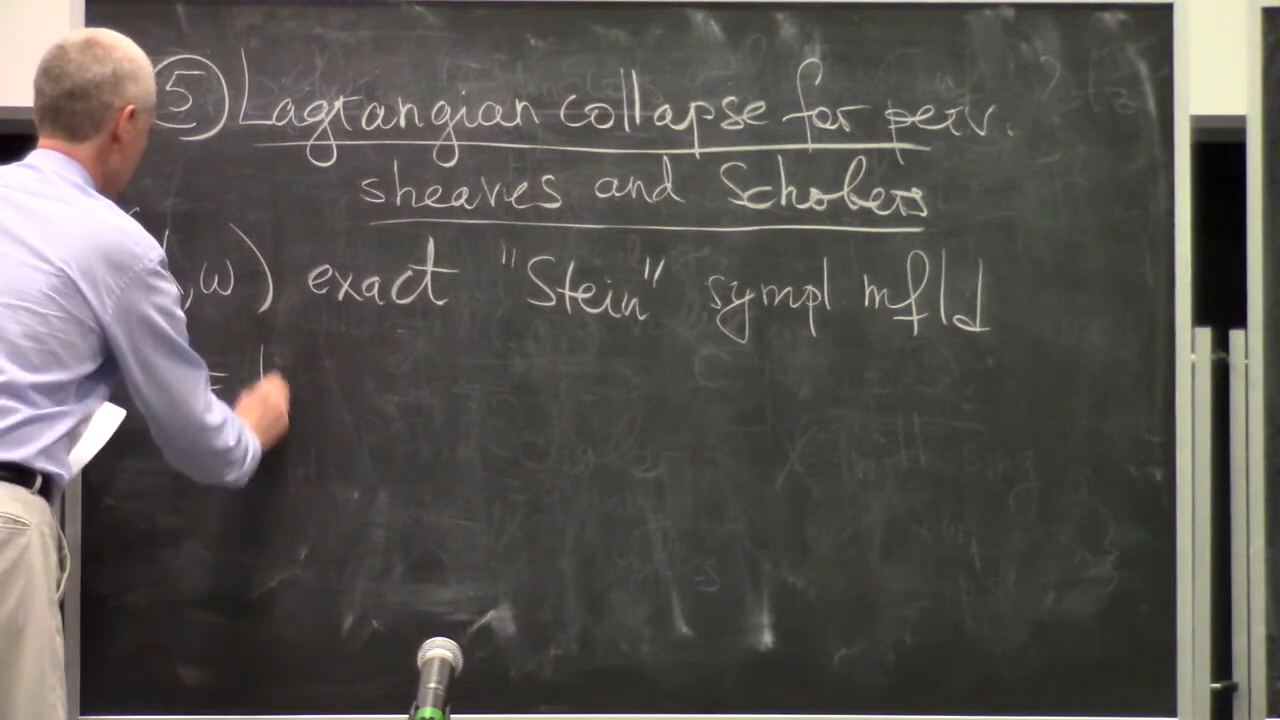 ⑤ Lagrangian collapse for perv.
sheaves and Schobers
,ω) exact "Stein" sympl mfld
=